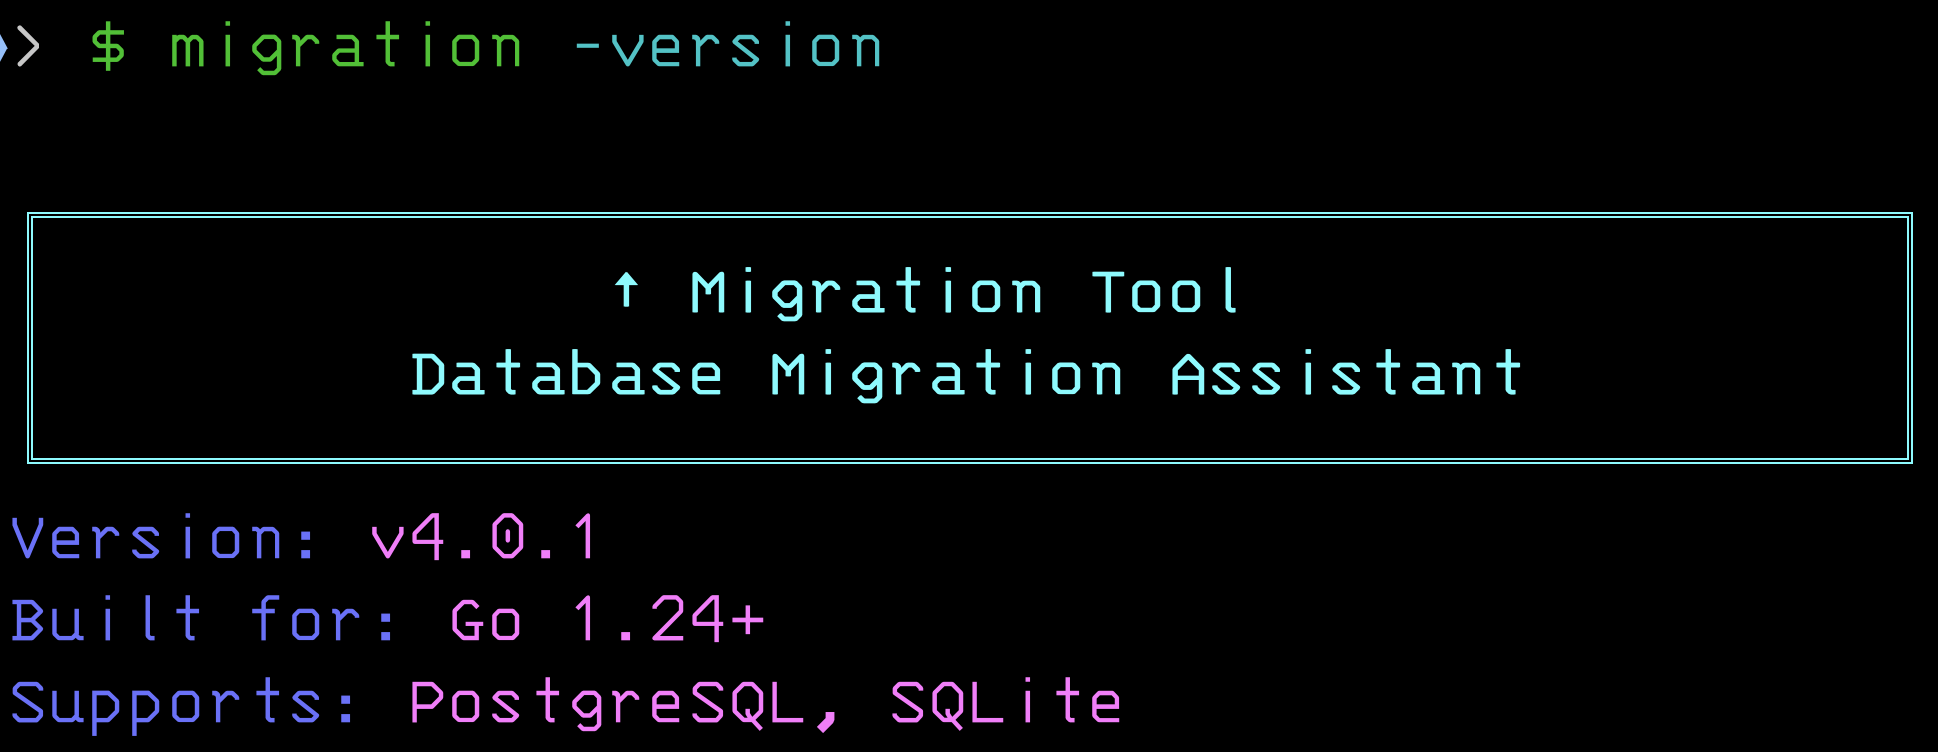 ❯> $ migration -version
↑ Migration Tool
Database Migration Assistant
Version: v4.0.1
Built for: Go 1.24+
Supports: PostgreSQL, SQLite